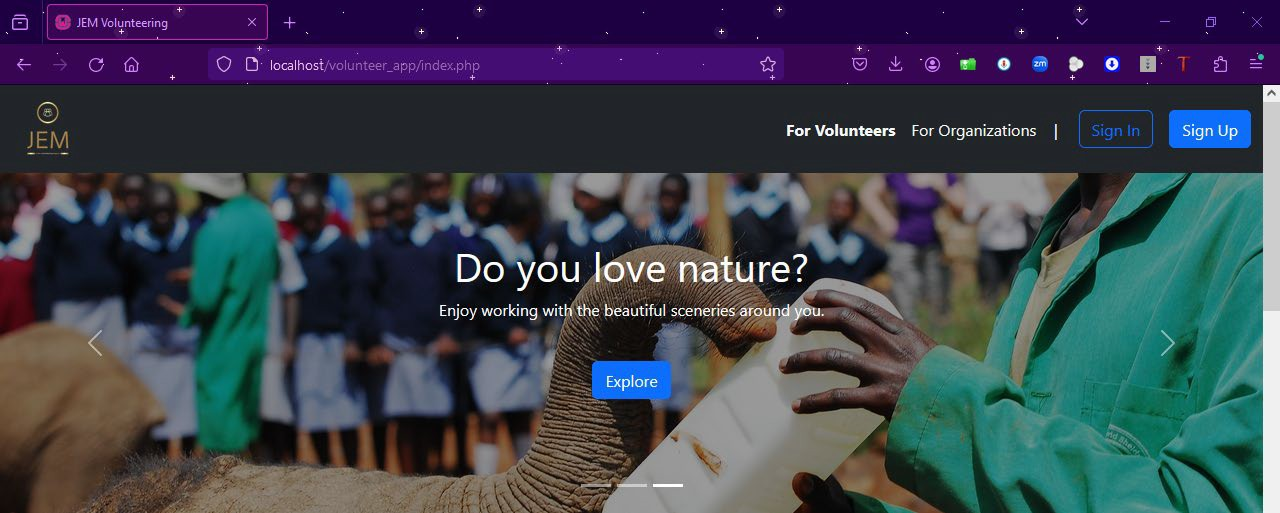 JEM Volunteering
localhost/volunteer_app/index.php
zm
T
JEM
For Volunteers For Organizations | Sign In Sign Up
Do you love nature?
Enjoy working with the beautiful sceneries around you.
Explore